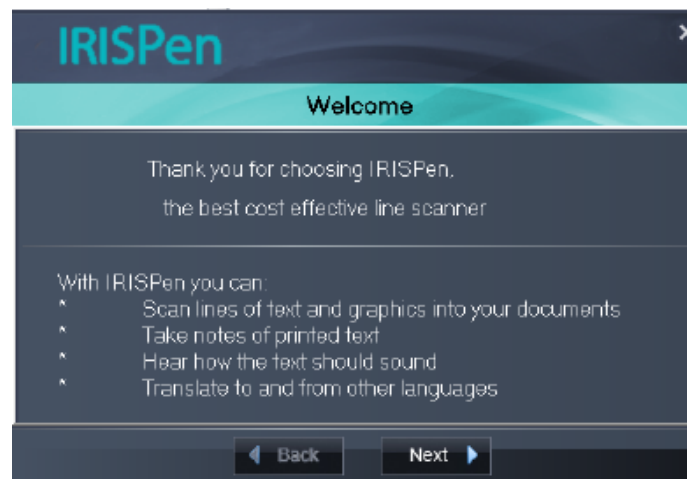 IRISPen
Welcome
Thank you for choosing IRISPen,
the best cost effective line scanner
With IRISPen you can:
* Scan lines of text and graphics into your documents
* Take notes of printed text
* Hear how the text should sound
* Translate to and from other languages
Back Next